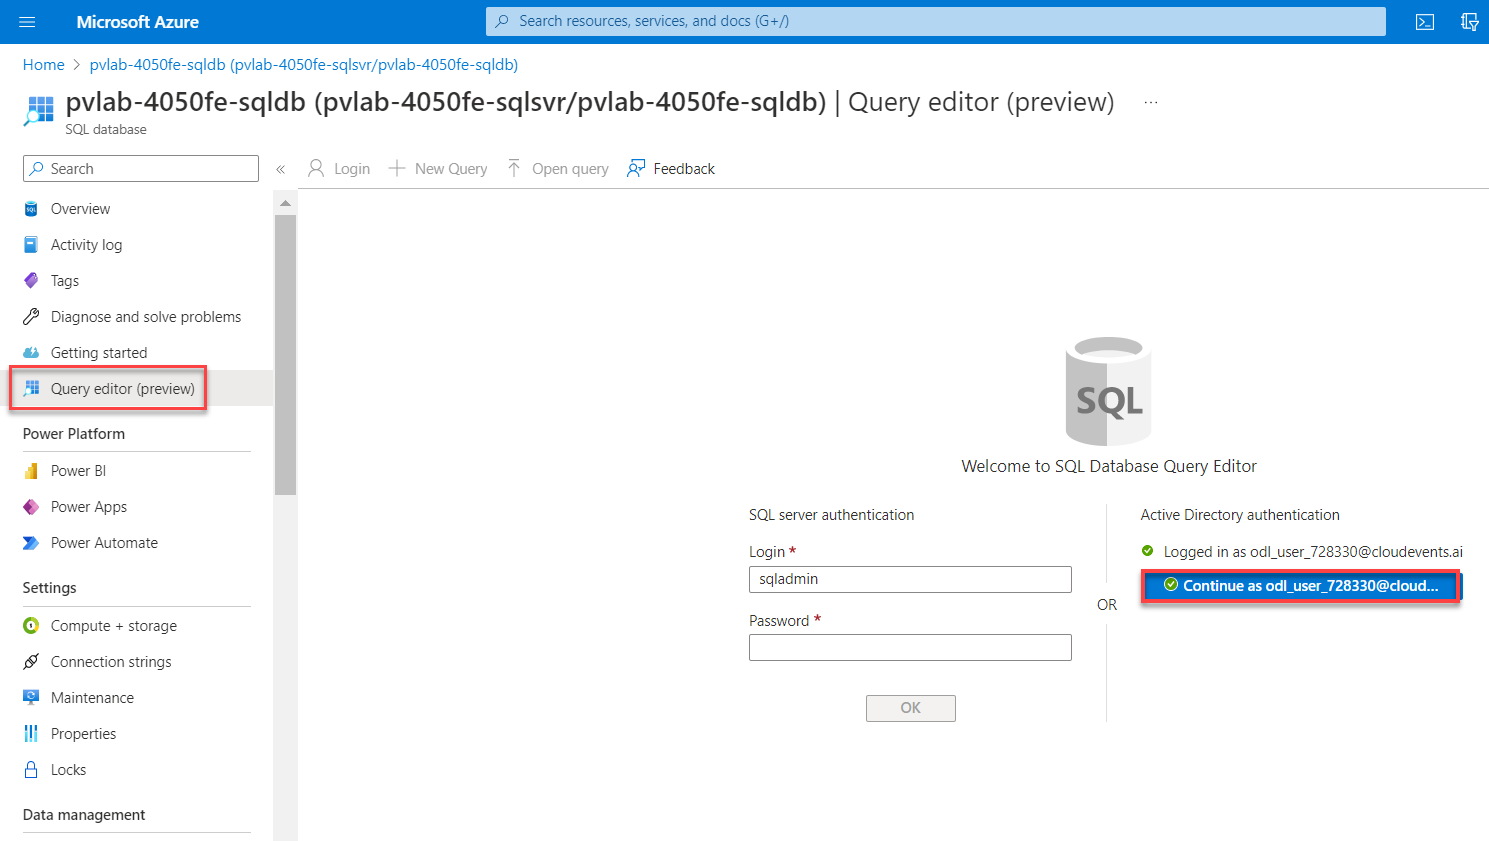 Microsoft Azure
Search resources, services, and docs (G+/)
Home > pvlab-4050fe-sqldb (pvlab-4050fe-sqlsvr/pvlab-4050fe-sqldb)
pvlab-4050fe-sqldb (pvlab-4050fe-sqlsvr/pvlab-4050fe-sqldb) | Query editor (preview) ...
SQL database
Search
«
Login
New Query
Open query
Feedback
SQL
Overview
Activity log
Tags
Diagnose and solve problems
Getting started
Query editor (preview)
Power Platform
Power BI
Power Apps
Power Automate
Settings
Compute + storage
Connection strings
Maintenance
Properties
Locks
Data management
SQL
Welcome to SQL Database Query Editor
SQL server authentication
Login *
sqladmin
Password *
OK
OR
Active Directory authentication
Logged in as odl_user_728330@cloudevents.ai
Continue as odl_user_728330@cloud...